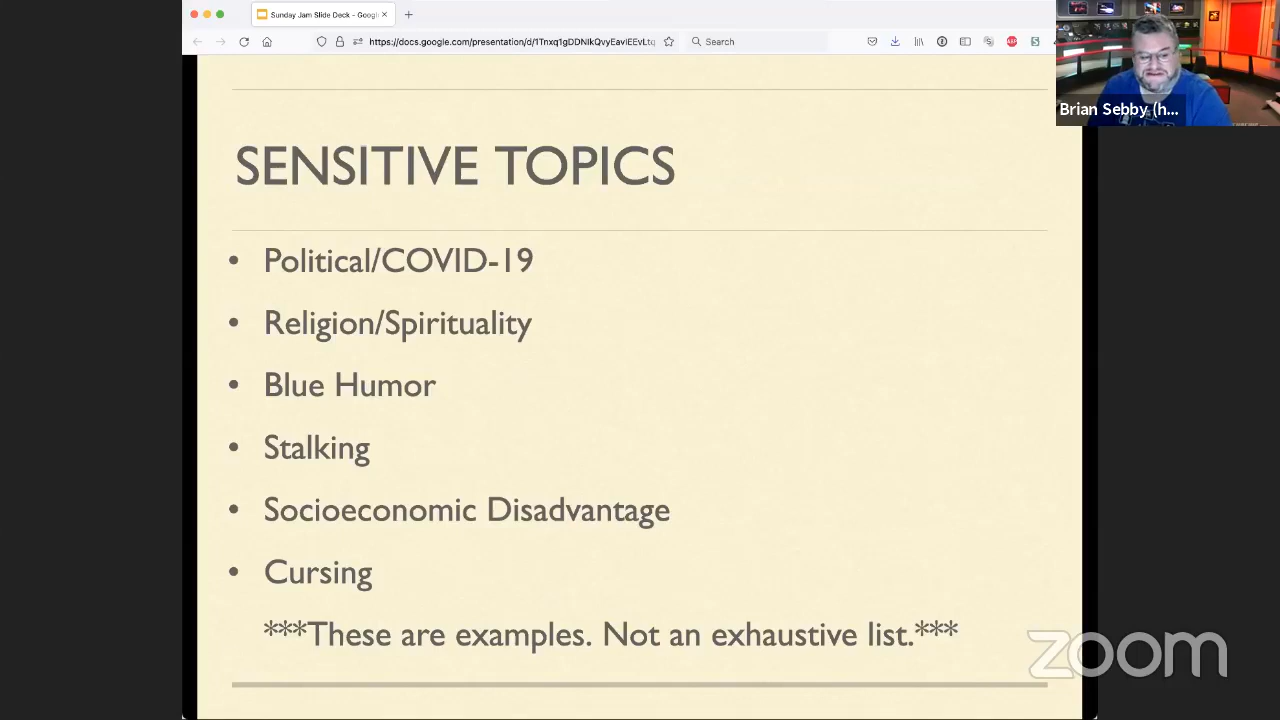 Sunday Jam Slide Deck - Google
Search
Brian Sebby (h...
SENSITIVE TOPICS
• Political/COVID-19
• Religion/Spirituality
• Blue Humor
• Stalking
• Socioeconomic Disadvantage
• Cursing
***These are examples. Not an exhaustive list.***
zoom